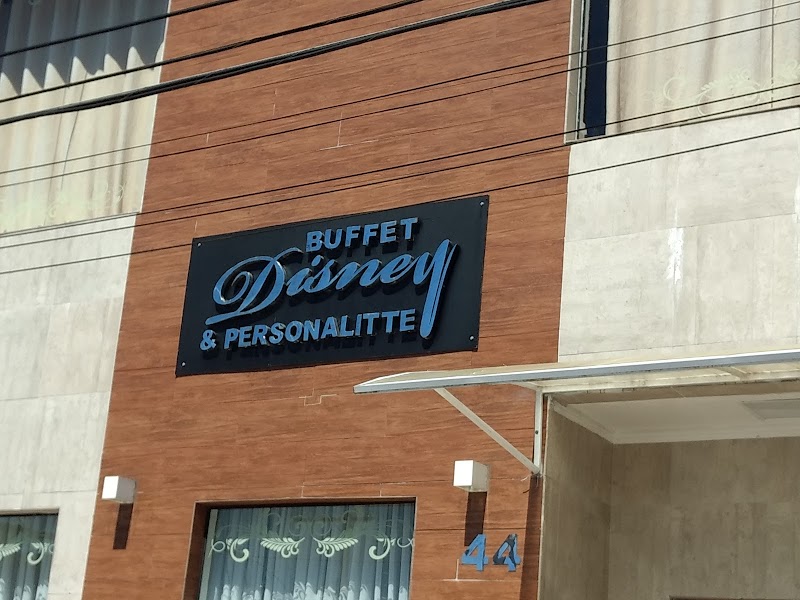 BUFFET
Disney
& PERSONALITTE
44